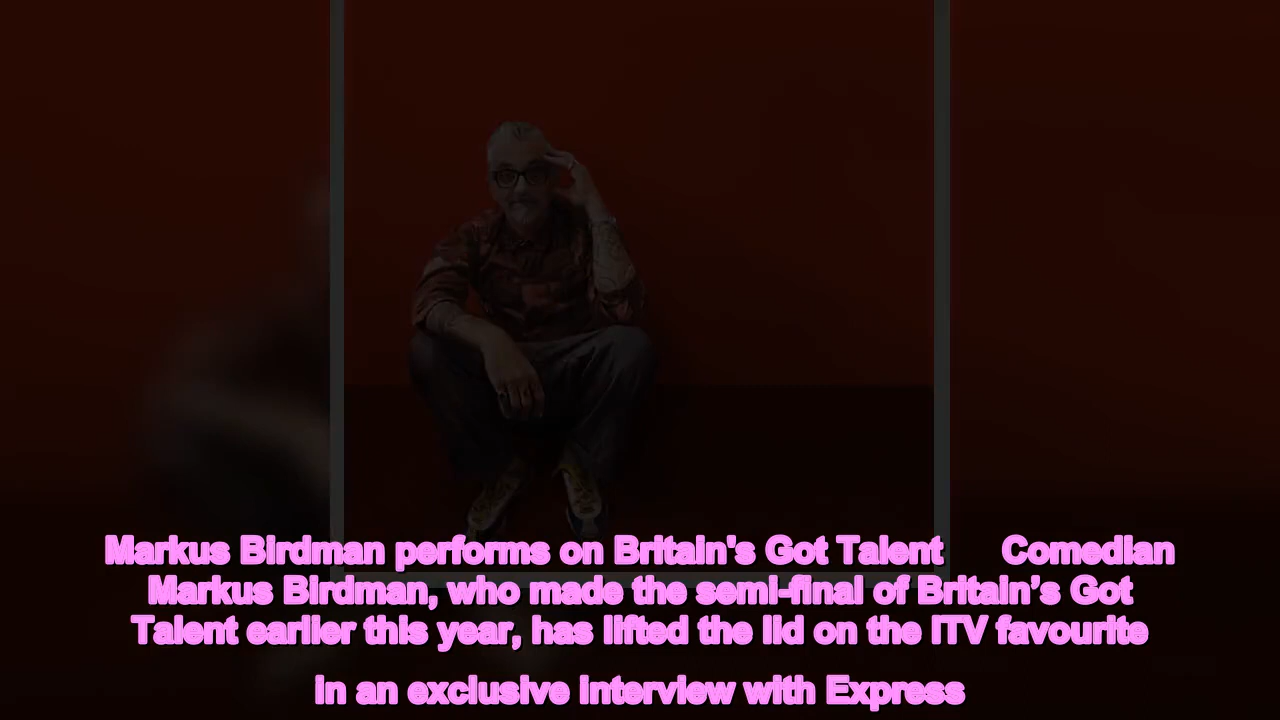 Markus Birdman performs on Britain's Got Talent Comedian
Markus Birdman, who made the semi-final of Britain’s Got
Talent earlier this year, has lifted the lid on the ITV favourite
in an exclusive interview with Express